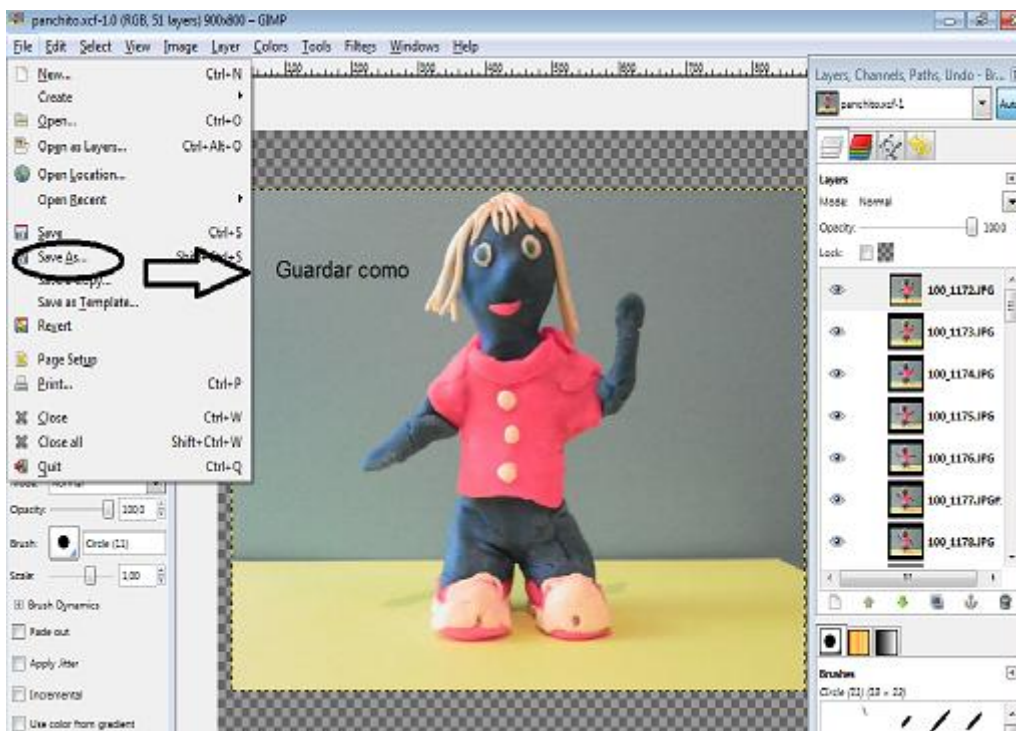 panchito.xcf-1.0 (RGB, 51 layers) 900x800 – GIMP
File Edit Select View Image Layer Colors Tools Filters Windows Help
New... Ctrl+N
Create
Open... Ctrl+O
Open as Layers... Ctrl+Alt+O
Open Location...
Open Recent
Save Ctrl+S
Save As...
Save as Template...
Revert
Page Setup
Print... Ctrl+P
Close Ctrl+W
Close all Shift+Ctrl+W
Quit Ctrl+Q
Guardar como
Opacity: 100,0
Brush: Circle (11)
Scale: 1,00
Brush Dynamics
Fade out
Apply Jitter
Incremental
Use color from gradient
Layers, Channels, Paths, Undo - Br...
panchito.xcf-1
Layers
Mode: Normal
Opacity: 100,0
Lock:
100_1172.JPG
100_1173.JPG
100_1174.JPG
100_1175.JPG
100_1176.JPG
100_1177.JPG#
100_1178.JPG
Brushes